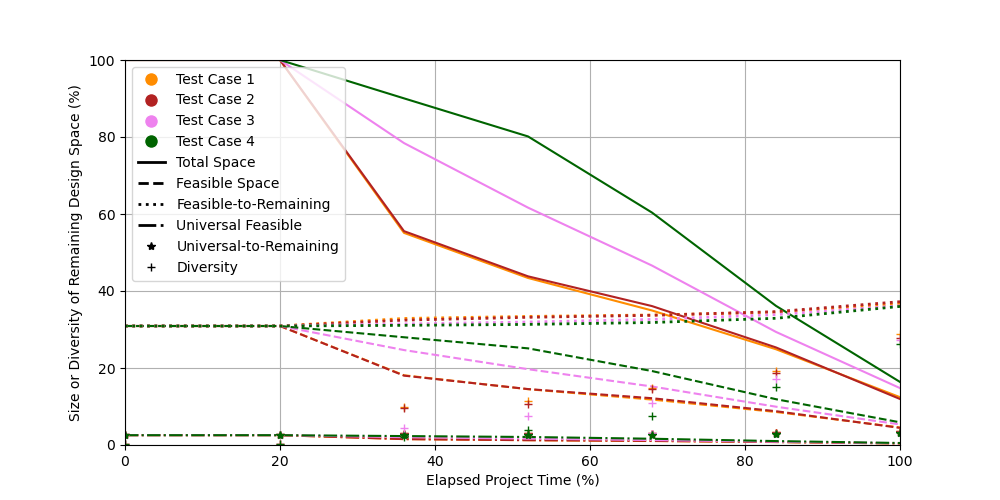 100
80
60
40
20
0
Size or Diversity of Remaining Design Space (%)
Test Case 1
Test Case 2
Test Case 3
Test Case 4
Total Space
Feasible Space
Feasible-to-Remaining
Universal Feasible
Universal-to-Remaining
Diversity
0 20 40 60 80 100
Elapsed Project Time (%)